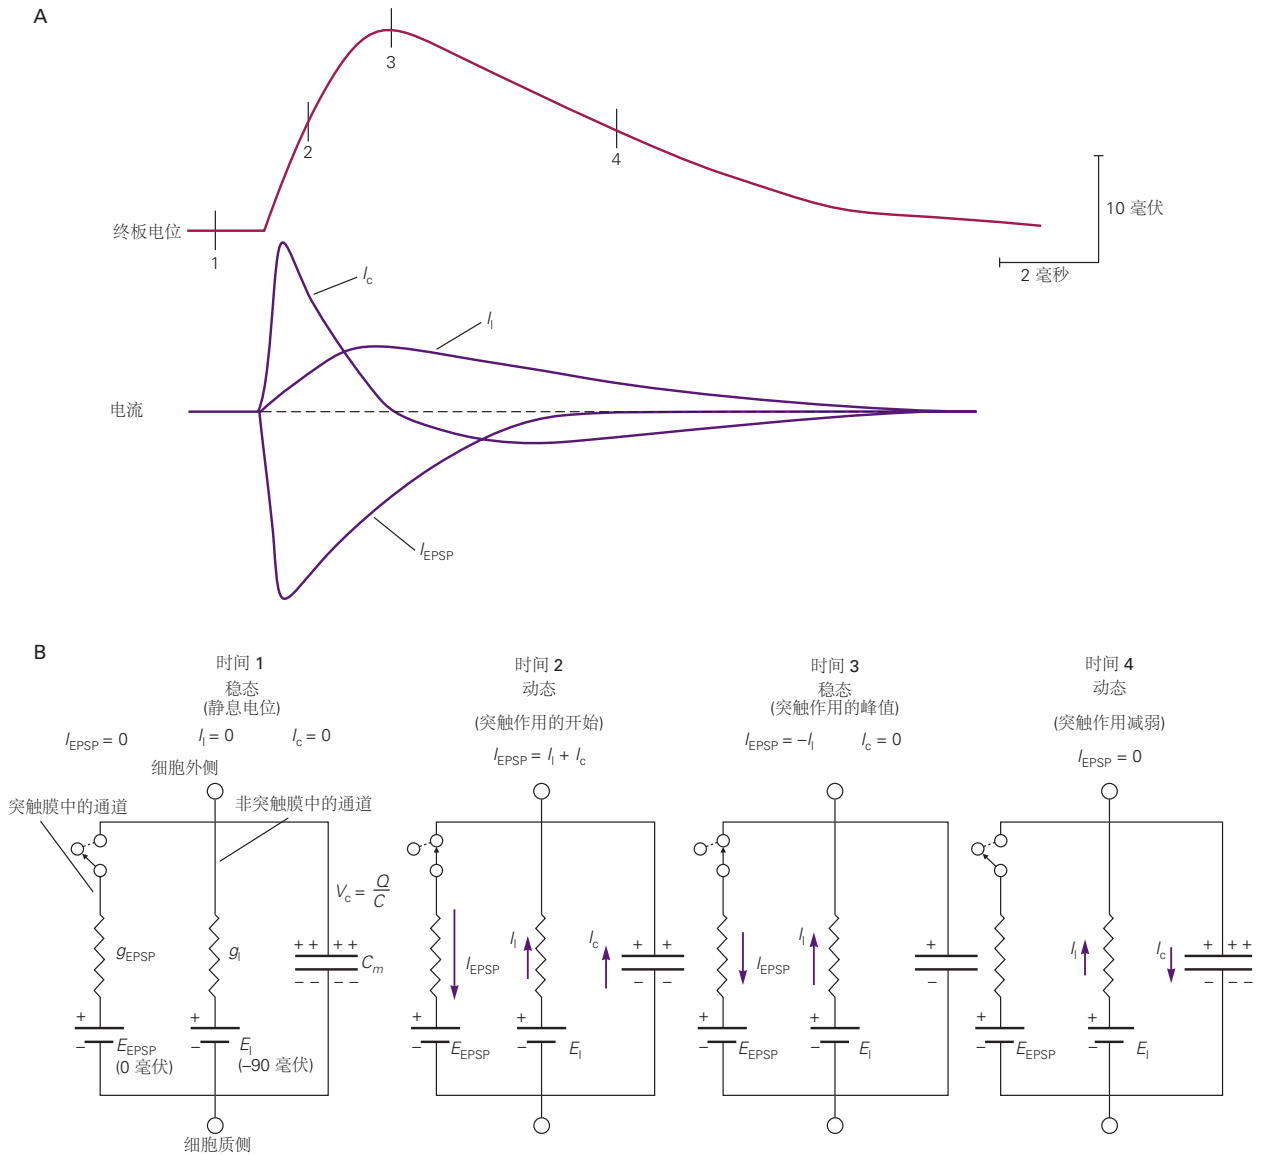 A
3
2
4
10 毫伏
终板电位
1
2 毫秒
Ic
Il
电流
IEPSP
B
时间 1
稳态
(静息电位)
IEPSP = 0
Il = 0
Ic = 0
细胞外侧
突触膜中的通道
非突触膜中的通道
Vc = Q/C
gEPSP
gl
+ + + +
Cm
– – – –
+
–
EEPSP
(0 毫伏)
+
–
El
(–90 毫伏)
细胞质侧
时间 2
动态
(突触作用的开始)
IEPSP = Il + Ic
IEPSP
Il
Ic
+ +
– –
+
–
EEPSP
+
–
El
时间 3
稳态
(突触作用的峰值)
IEPSP = –Il
Ic = 0
IEPSP
Il
+
–
+
–
EEPSP
+
–
El
时间 4
动态
(突触作用减弱)
IEPSP = 0
Il
Ic
+ + +
– – –
+
–
EEPSP
+
–
El